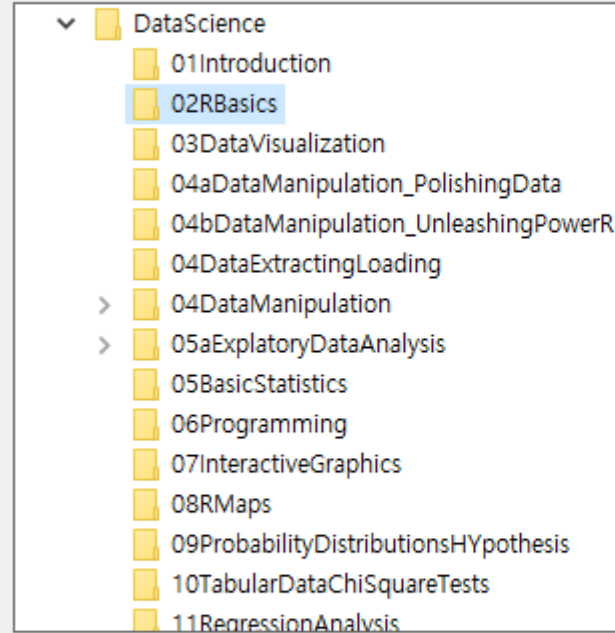 DataScience
01Introduction
02RBasics
03DataVisualization
04aDataManipulation_PolishingData
04bDataManipulation_UnleashingPowerR
04DataExtractingLoading
04DataManipulation
05aExplatoryDataAnalysis
05BasicStatistics
06Programming
07InteractiveGraphics
08RMaps
09ProbabilityDistributionsHYpothesis
10TabularDataChiSquareTests
11RegressionAnalysis